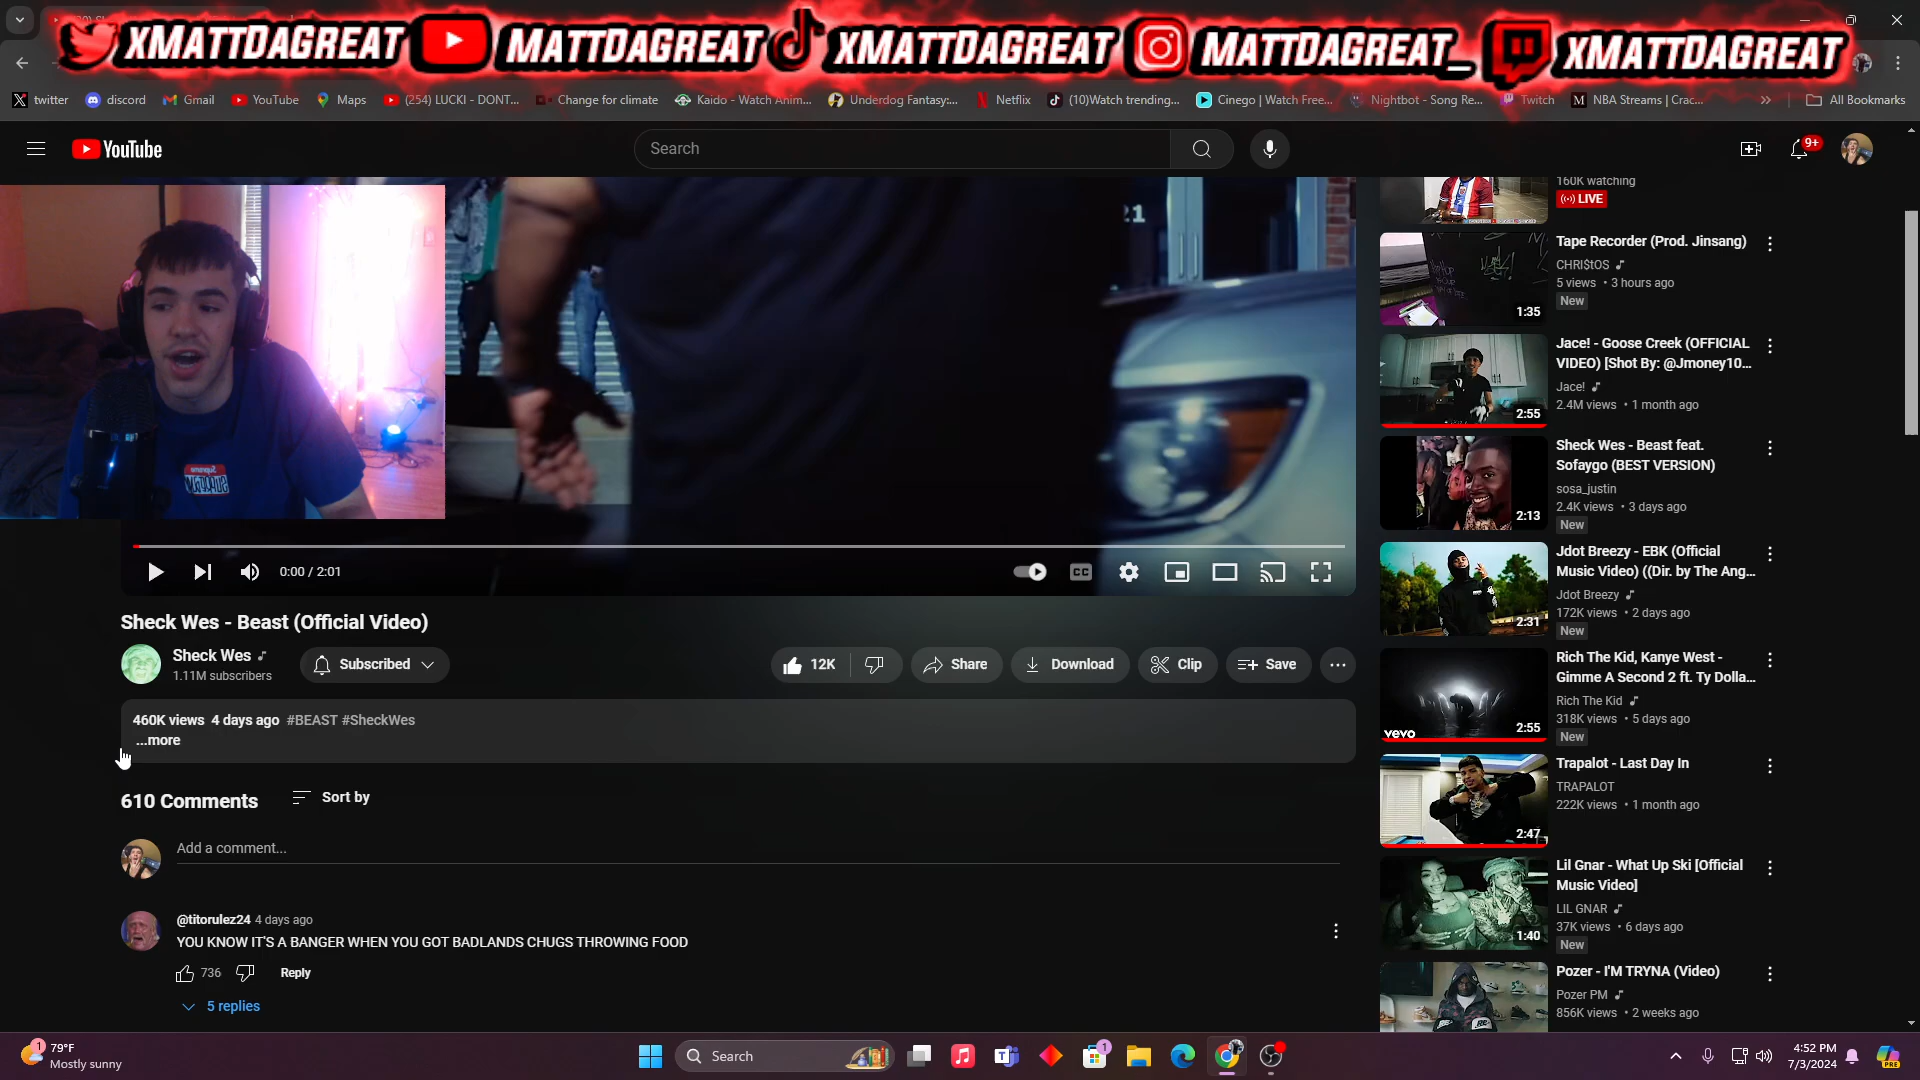 XMATTDAGREAT MATTDAGREAT XMATTDAGREAT MATTDAGREAT_ XMATTDAGREAT
twitter discord Gmail YouTube Maps (254) LUCKI - DONT... Change for climate Kaido - Watch Anim... Underdog Fantasy:... Netflix (10)Watch trending... Cinego | Watch Free... Nightbot - Song Re... Twitch NBA Streams | Crac... All Bookmarks
YouTube
Search
9+
21
0:00 / 2:01
CC
Sheck Wes - Beast (Official Video)
Sheck Wes
1.11M subscribers
Subscribed
12K
Share
Download
Clip
Save
460K views 4 days ago #BEAST #SheckWes
...more
610 Comments
Sort by
Add a comment...
@titorulez24 4 days ago
YOU KNOW IT'S A BANGER WHEN YOU GOT BADLANDS CHUGS THROWING FOOD
736
Reply
5 replies
160K watching
LIVE
Tape Recorder (Prod. Jinsang)
CHRI$tOS
5 views • 3 hours ago
New
1:35
Jace! - Goose Creek (OFFICIAL
VIDEO) [Shot By: @Jmoney10...
Jace!
2.4M views • 1 month ago
2:55
Sheck Wes - Beast feat.
Sofaygo (BEST VERSION)
sosa_justin
2.4K views • 3 days ago
New
2:13
Jdot Breezy - EBK (Official
Music Video) ((Dir. by The Ang...
Jdot Breezy
172K views • 2 days ago
New
2:31
Rich The Kid, Kanye West -
Gimme A Second 2 ft. Ty Dolla...
Rich The Kid
318K views • 5 days ago
New
vevo
2:55
Trapalot - Last Day In
TRAPALOT
222K views • 1 month ago
2:47
Lil Gnar - What Up Ski [Official
Music Video]
LIL GNAR
37K views • 6 days ago
New
1:40
Pozer - I'M TRYNA (Video)
Pozer PM
856K views • 2 weeks ago
1
79°F
Mostly sunny
Search
1
4:52 PM
7/3/2024
PRE